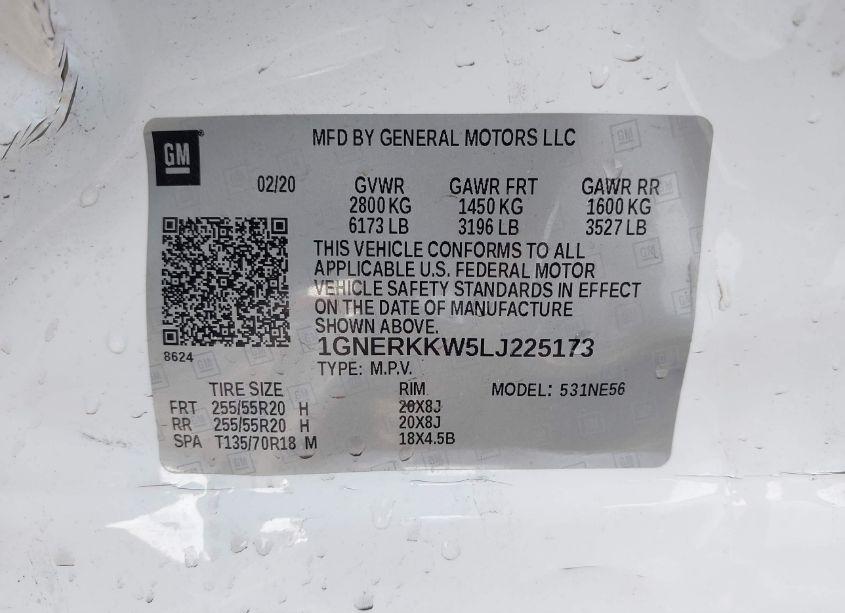 GM
MFD BY GENERAL MOTORS LLC
02/20 GVWR GAWR FRT GAWR RR
2800 KG 1450 KG 1600 KG
6173 LB 3196 LB 3527 LB
THIS VEHICLE CONFORMS TO ALL
APPLICABLE U.S. FEDERAL MOTOR
VEHICLE SAFETY STANDARDS IN EFFECT
ON THE DATE OF MANUFACTURE
SHOWN ABOVE.
8624
1GNERKKW5LJ225173
TYPE: M.P.V.
TIRE SIZE RIM MODEL: 531NE56
FRT 255/55R20 H 20X8J
RR 255/55R20 H 20X8J
SPA T135/70R18 M 18X4.5B